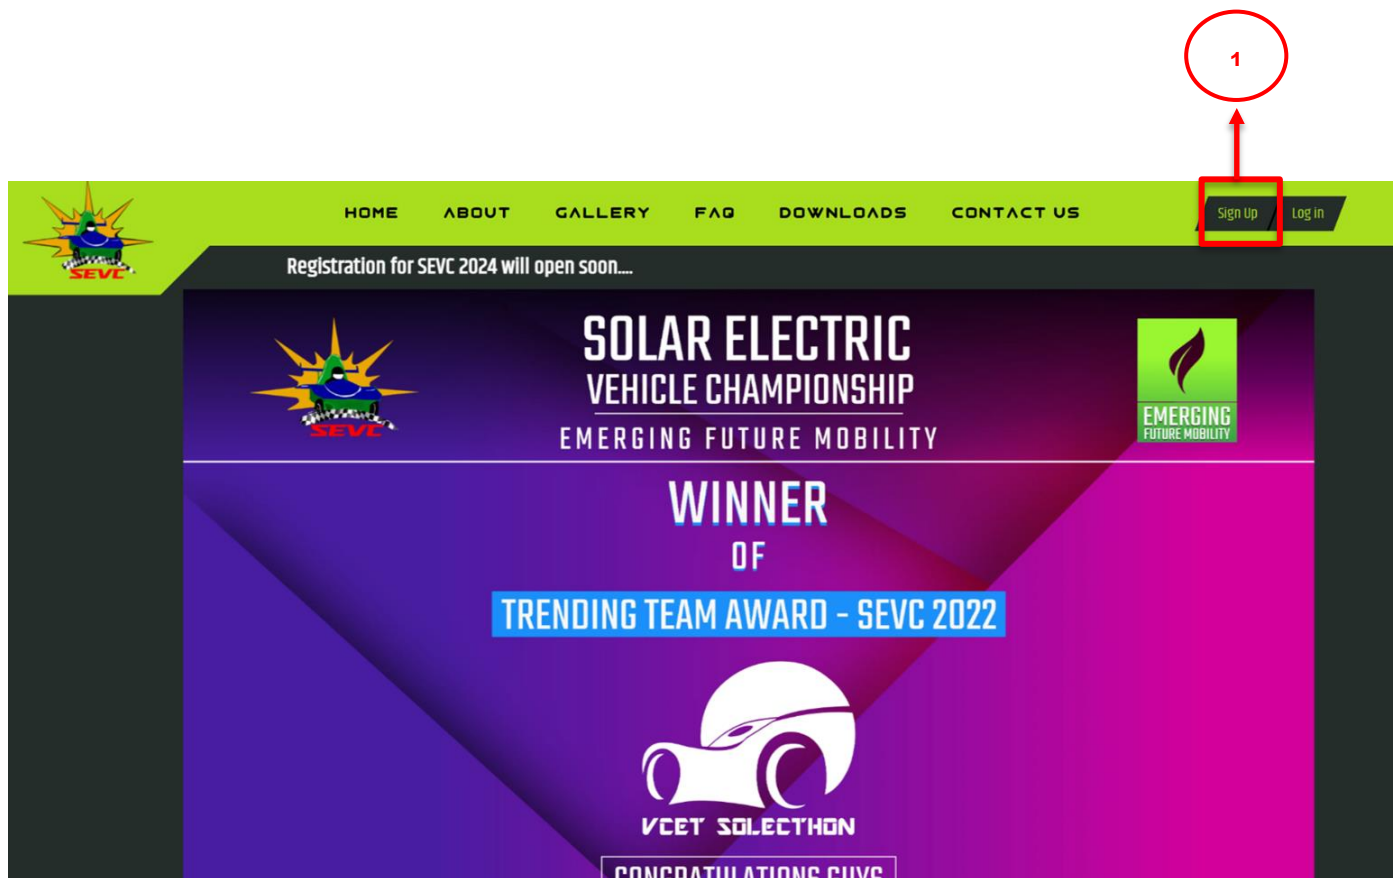 1
HOME ABOUT GALLERY FAQ DOWNLOADS CONTACT US Sign Up Log in
SEVC
Registration for SEVC 2024 will open soon....
SOLAR ELECTRIC
VEHICLE CHAMPIONSHIP
EMERGING FUTURE MOBILITY
SEVC
EMERGING
FUTURE MOBILITY
WINNER
OF
TRENDING TEAM AWARD - SEVC 2022
VCET SOLECTHON
CONGRATULATIONS GUYS